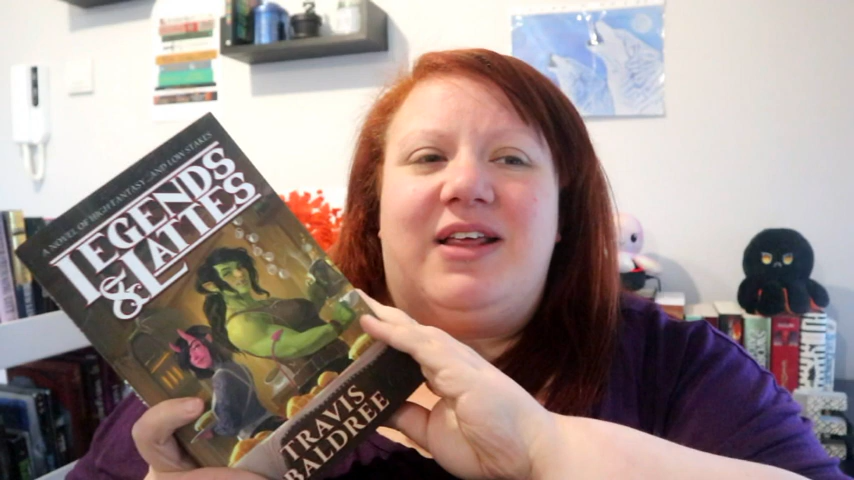 A NOVEL OF HIGH FANTASY AND LOW STAKES
LEGENDS
& LATTES
TRAVIS
BALDREE